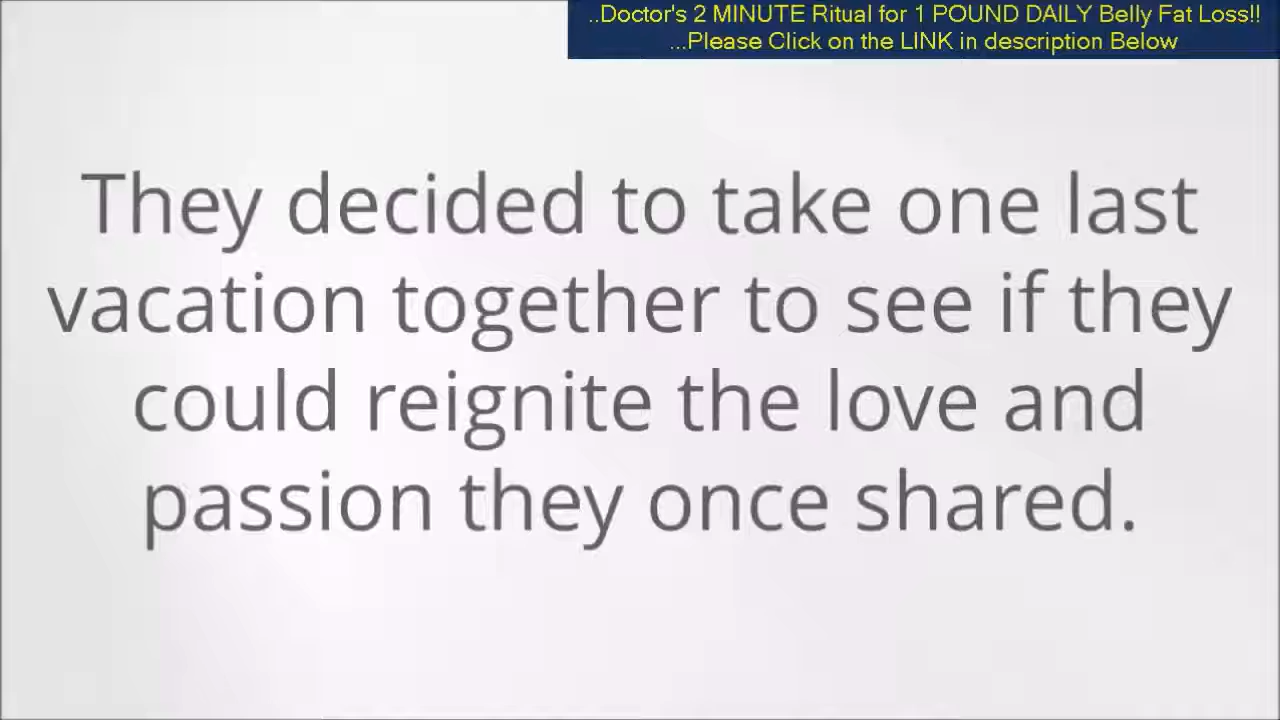 ..Doctor's 2 MINUTE Ritual for 1 POUND DAILY Belly Fat Loss!!
...Please Click on the LINK in description Below
They decided to take one last
vacation together to see if they
could reignite the love and
passion they once shared.